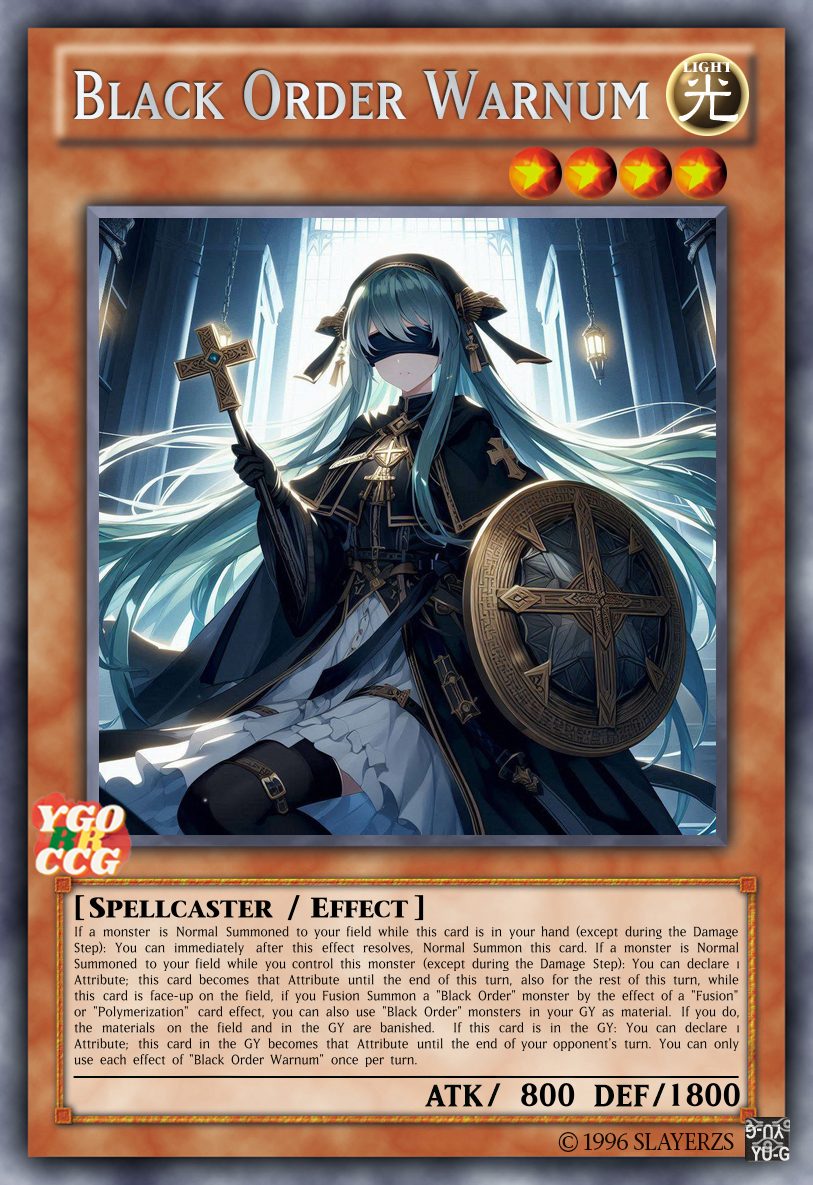 BLACK ORDER WARNUM
LIGHT
光
YGO
RR
CCG
[ SPELLCASTER / EFFECT ]
If a monster is Normal Summoned to your field while this card is in your hand (except during the Damage
Step): You can immediately after this effect resolves, Normal Summon this card. If a monster is Normal
Summoned to your field while you control this monster (except during the Damage Step): You can declare 1
Attribute; this card becomes that Attribute until the end of this turn, also for the rest of this turn, while
this card is face-up on the field, if you Fusion Summon a "Black Order" monster by the effect of a "Fusion"
or "Polymerization" card effect, you can also use "Black Order" monsters in your GY as material. If you do,
the materials on the field and in the GY are banished. If this card is in the GY: You can declare 1
Attribute; this card in the GY becomes that Attribute until the end of your opponent's turn. You can only
use each effect of "Black Order Warnum" once per turn.
ATK/ 800 DEF/1800
© 1996 SLAYERZS
YU-G